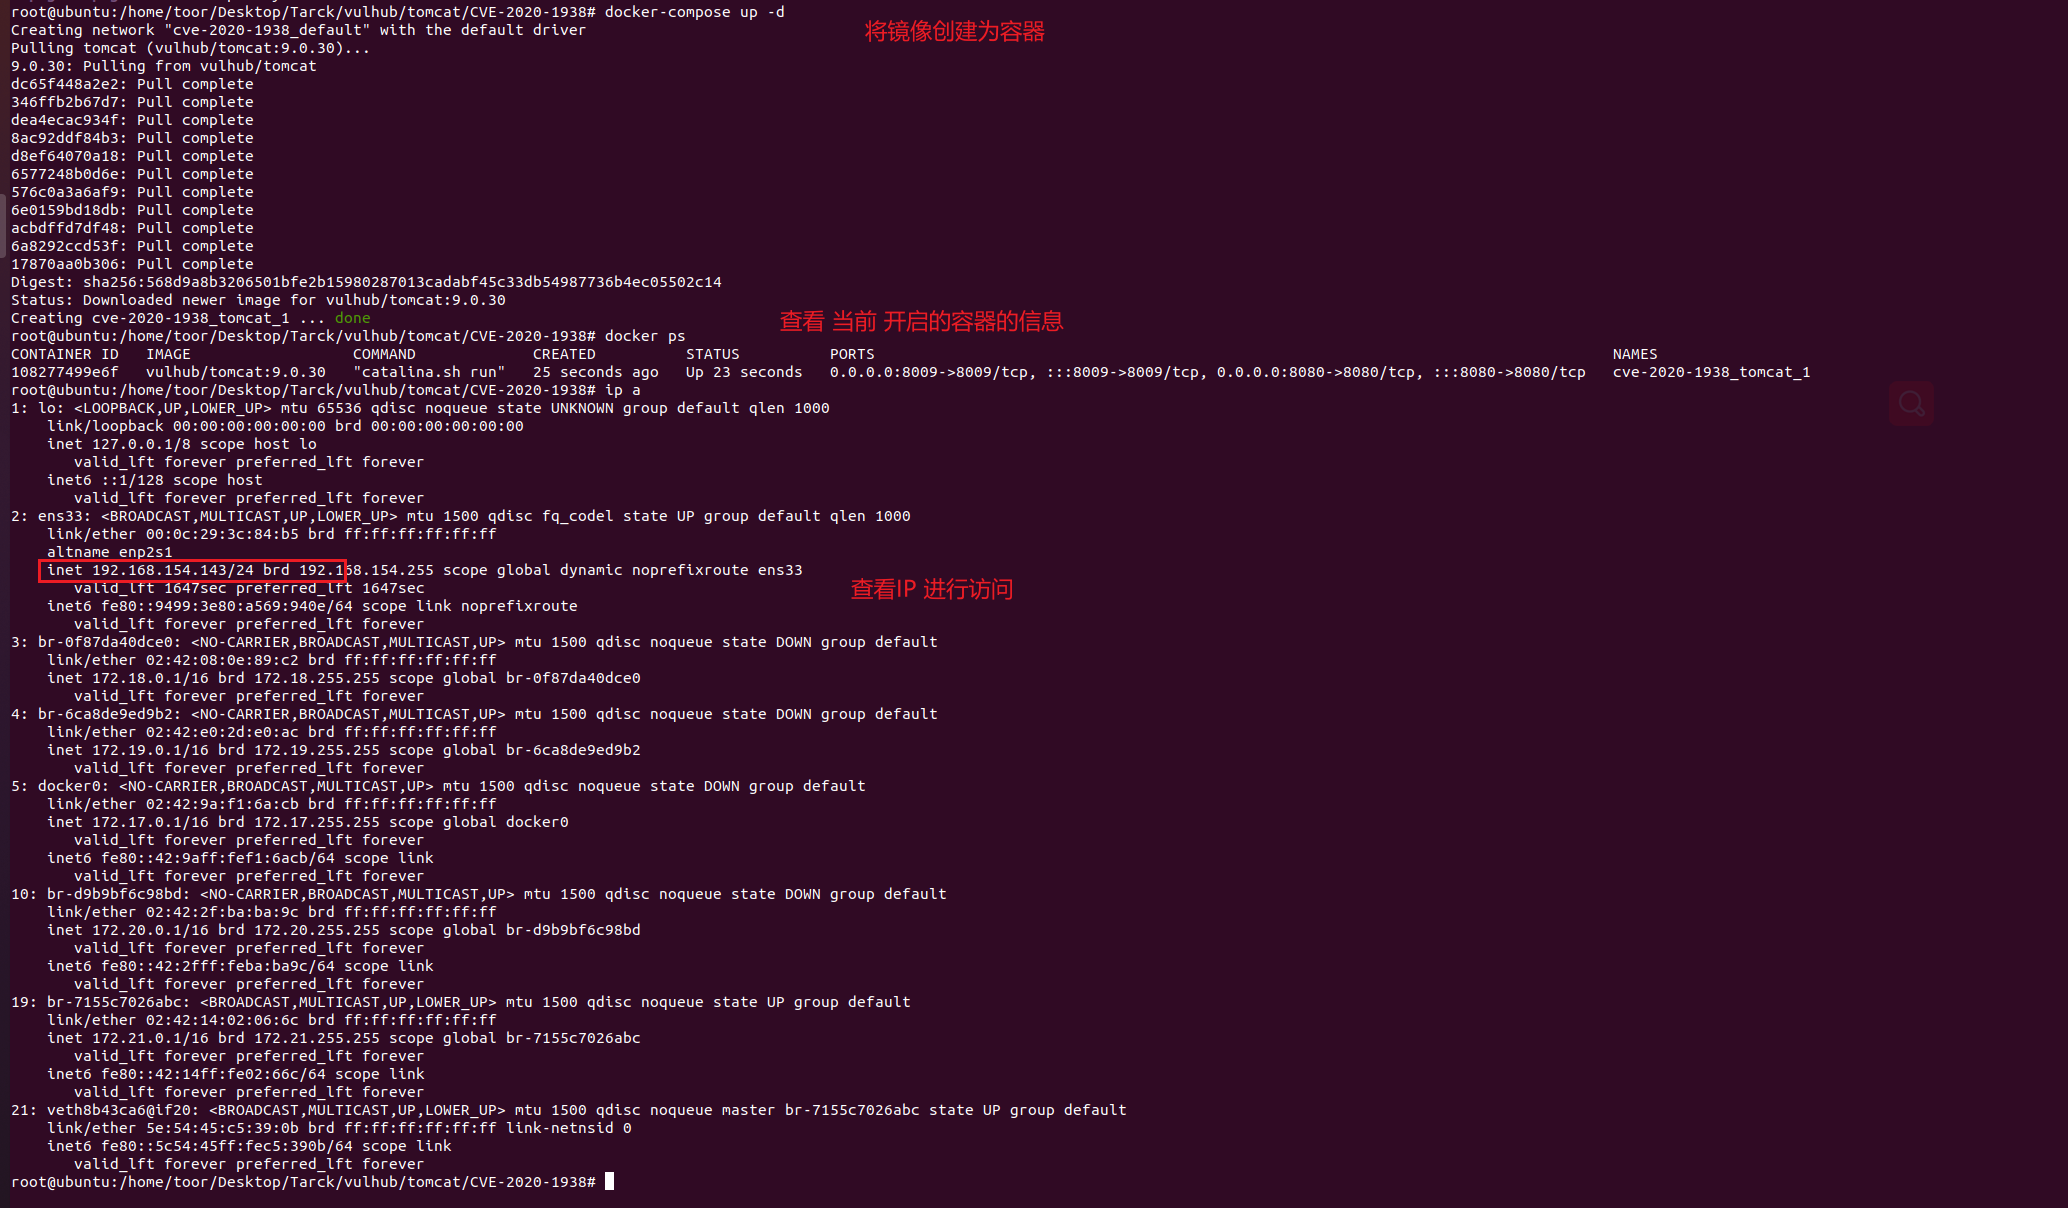 root@ubuntu:/home/toor/Desktop/Tarck/vulhub/tomcat/CVE-2020-1938# docker-compose up -d
Creating network "cve-2020-1938_default" with the default driver
将镜像创建为容器
Pulling tomcat (vulhub/tomcat:9.0.30)...
9.0.30: Pulling from vulhub/tomcat
dc65f448a2e2: Pull complete
346ffb2b67d7: Pull complete
dea4ecac934f: Pull complete
8ac92ddf84b3: Pull complete
d8ef64070a18: Pull complete
6577248b0d6e: Pull complete
576c0a3a6af9: Pull complete
6e0159bd18db: Pull complete
acbdffd7df48: Pull complete
6a8292ccd53f: Pull complete
17870aa0b306: Pull complete
Digest: sha256:568d9a8b3206501bfe2b15980287013cadabf45c33db54987736b4ec05502c14
Status: Downloaded newer image for vulhub/tomcat:9.0.30
Creating cve-2020-1938_tomcat_1 ... done
查看 当前 开启的容器的信息
root@ubuntu:/home/toor/Desktop/Tarck/vulhub/tomcat/CVE-2020-1938# docker ps
CONTAINER ID   IMAGE                  COMMAND             CREATED          STATUS          PORTS                                                                                  NAMES
108277499e6f   vulhub/tomcat:9.0.30   "catalina.sh run"   25 seconds ago   Up 23 seconds   0.0.0.0:8009->8009/tcp, :::8009->8009/tcp, 0.0.0.0:8080->8080/tcp, :::8080->8080/tcp   cve-2020-1938_tomcat_1
root@ubuntu:/home/toor/Desktop/Tarck/vulhub/tomcat/CVE-2020-1938# ip a
1: lo: <LOOPBACK,UP,LOWER_UP> mtu 65536 qdisc noqueue state UNKNOWN group default qlen 1000
    link/loopback 00:00:00:00:00:00 brd 00:00:00:00:00:00
    inet 127.0.0.1/8 scope host lo
       valid_lft forever preferred_lft forever
    inet6 ::1/128 scope host
       valid_lft forever preferred_lft forever
2: ens33: <BROADCAST,MULTICAST,UP,LOWER_UP> mtu 1500 qdisc fq_codel state UP group default qlen 1000
    link/ether 00:0c:29:3c:84:b5 brd ff:ff:ff:ff:ff:ff
    altname enp2s1
    inet 192.168.154.143/24 brd 192.168.154.255 scope global dynamic noprefixroute ens33
       valid_lft 1647sec preferred_lft 1647sec
查看IP 进行访问
    inet6 fe80::9499:3e80:a569:940e/64 scope link noprefixroute
       valid_lft forever preferred_lft forever
3: br-0f87da40dce0: <NO-CARRIER,BROADCAST,MULTICAST,UP> mtu 1500 qdisc noqueue state DOWN group default
    link/ether 02:42:08:0e:89:c2 brd ff:ff:ff:ff:ff:ff
    inet 172.18.0.1/16 brd 172.18.255.255 scope global br-0f87da40dce0
       valid_lft forever preferred_lft forever
4: br-6ca8de9ed9b2: <NO-CARRIER,BROADCAST,MULTICAST,UP> mtu 1500 qdisc noqueue state DOWN group default
    link/ether 02:42:e0:2d:e0:ac brd ff:ff:ff:ff:ff:ff
    inet 172.19.0.1/16 brd 172.19.255.255 scope global br-6ca8de9ed9b2
       valid_lft forever preferred_lft forever
5: docker0: <NO-CARRIER,BROADCAST,MULTICAST,UP> mtu 1500 qdisc noqueue state DOWN group default
    link/ether 02:42:9a:f1:6a:cb brd ff:ff:ff:ff:ff:ff
    inet 172.17.0.1/16 brd 172.17.255.255 scope global docker0
       valid_lft forever preferred_lft forever
    inet6 fe80::42:9aff:fef1:6acb/64 scope link
       valid_lft forever preferred_lft forever
10: br-d9b9bf6c98bd: <NO-CARRIER,BROADCAST,MULTICAST,UP> mtu 1500 qdisc noqueue state DOWN group default
    link/ether 02:42:2f:ba:ba:9c brd ff:ff:ff:ff:ff:ff
    inet 172.20.0.1/16 brd 172.20.255.255 scope global br-d9b9bf6c98bd
       valid_lft forever preferred_lft forever
    inet6 fe80::42:2fff:feba:ba9c/64 scope link
       valid_lft forever preferred_lft forever
19: br-7155c7026abc: <BROADCAST,MULTICAST,UP,LOWER_UP> mtu 1500 qdisc noqueue state UP group default
    link/ether 02:42:14:02:06:6c brd ff:ff:ff:ff:ff:ff
    inet 172.21.0.1/16 brd 172.21.255.255 scope global br-7155c7026abc
       valid_lft forever preferred_lft forever
    inet6 fe80::42:14ff:fe02:66c/64 scope link
       valid_lft forever preferred_lft forever
21: veth8b43ca6@if20: <BROADCAST,MULTICAST,UP,LOWER_UP> mtu 1500 qdisc noqueue master br-7155c7026abc state UP group default
    link/ether 5e:54:45:c5:39:0b brd ff:ff:ff:ff:ff:ff link-netnsid 0
    inet6 fe80::5c54:45ff:fec5:390b/64 scope link
       valid_lft forever preferred_lft forever
root@ubuntu:/home/toor/Desktop/Tarck/vulhub/tomcat/CVE-2020-1938#